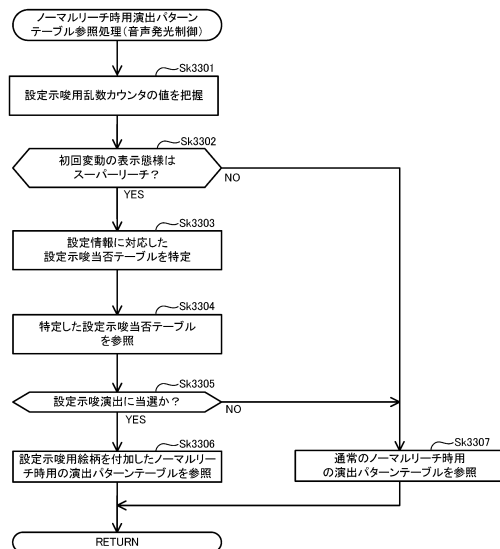 ノーマルリーチ時用演出パターン
テーブル参照処理(音声発光制御)
Sk3301
設定示唆用乱数カウンタの値を把握
Sk3302
初回変動の表示態様は
スーパーリーチ？
NO
YES
Sk3303
設定情報に対応した
設定示唆当否テーブルを特定
Sk3304
特定した設定示唆当否テーブル
を参照
Sk3305
設定示唆演出に当選か？
NO
YES
Sk3306
設定示唆用絵柄を付加したノーマルリー
チ時用の演出パターンテーブルを参照
Sk3307
通常のノーマルリーチ時用
の演出パターンテーブルを参照
RETURN